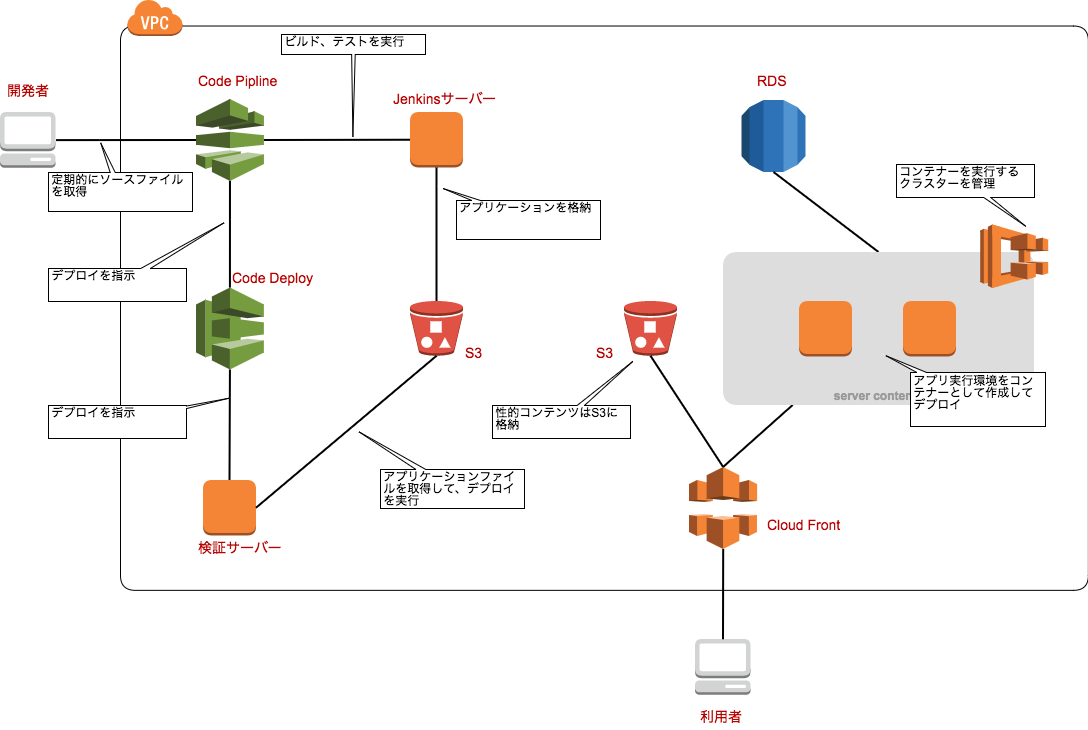 VPC
ビルド、テストを実行
Code Pipline
RDS
開発者
Jenkinsサーバー
定期的にソースファイル
を取得
コンテナーを実行する
クラスターを管理
アプリケーションを格納
デプロイを指示
Code Deploy
S3
S3
アプリ実行環境をコン
テナーとして作成して
デプロイ
server conter
デプロイを指示
性的コンテンツはS3に
格納
アプリケーションファイ
ルを取得して、デプロイ
を実行
Cloud Front
検証サーバー
利用者